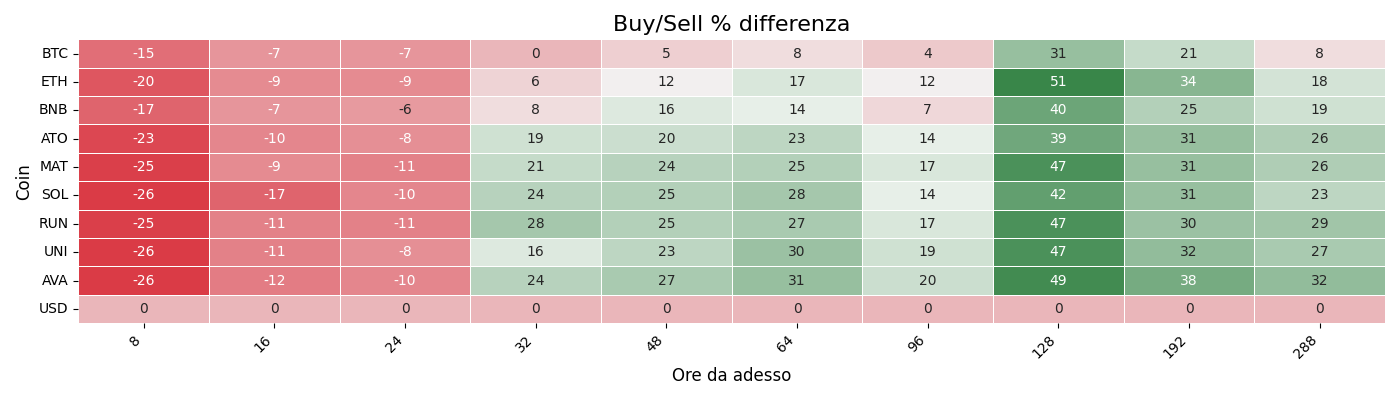 Buy/Sell % differenza
Coin
BTC -15 -7 -7 0 5 8 4 31 21 8
ETH -20 -9 -9 6 12 17 12 51 34 18
BNB -17 -7 -6 8 16 14 7 40 25 19
ATO -23 -10 -8 19 20 23 14 39 31 26
MAT -25 -9 -11 21 24 25 17 47 31 26
SOL -26 -17 -10 24 25 28 14 42 31 23
RUN -25 -11 -11 28 25 27 17 47 30 29
UNI -26 -11 -8 16 23 30 19 47 32 27
AVA -26 -12 -10 24 27 31 20 49 38 32
USD 0 0 0 0 0 0 0 0 0 0
8 16 24 32 48 64 96 128 192 288
Ore da adesso